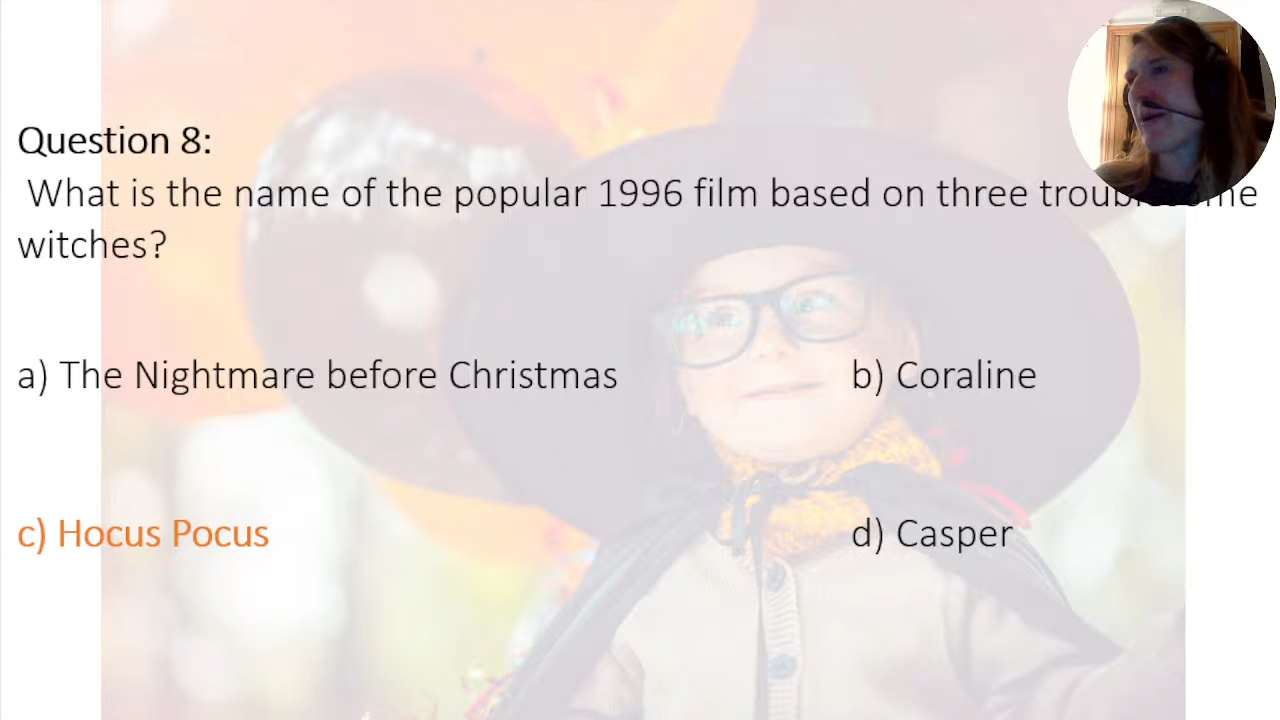 Question 8:
What is the name of the popular 1996 film based on three
witches?
a) The Nightmare before Christmas
b) Coraline
c) Hocus Pocus
d) Casper